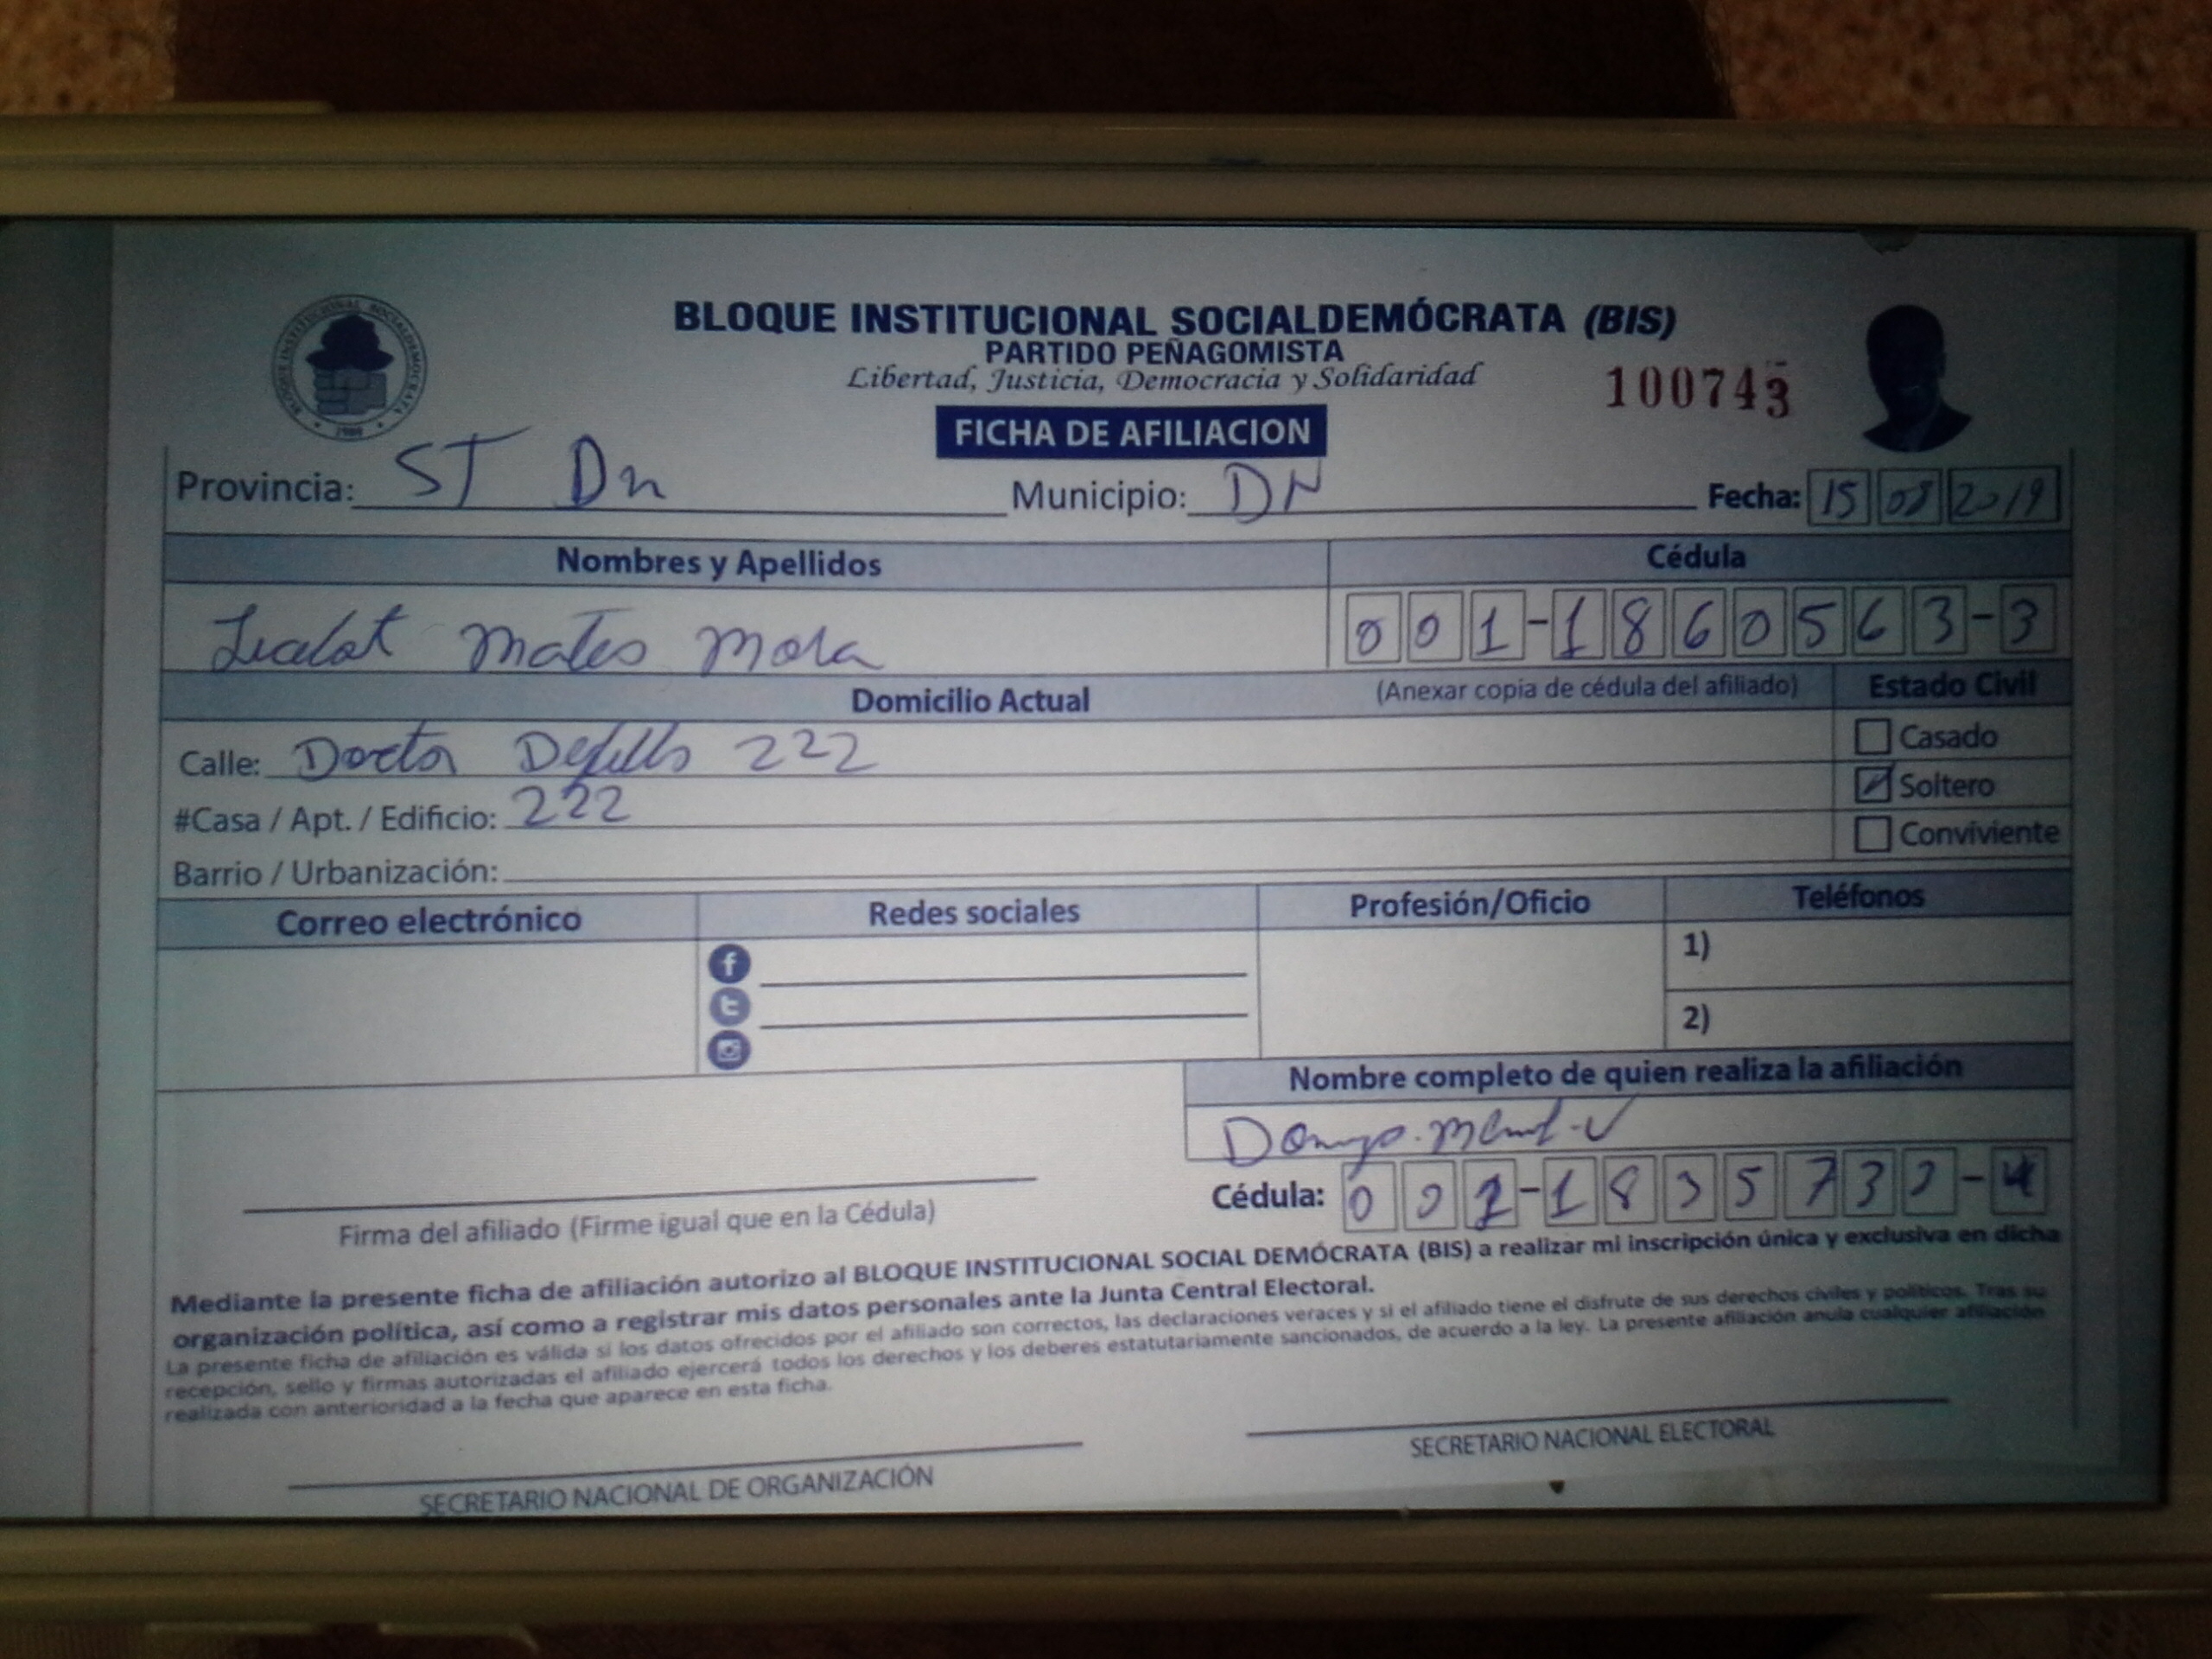 BLOQUE INSTITUCIONAL SOCIALDEMÓCRATA (BIS)
PARTIDO PEÑAGOMISTA
Libertad, Justicia, Democracia y Solidaridad
100743
BLOQUE INSTITUCIONAL SOCIALDEMOCRATA
FICHA DE AFILIACION
Provincia: ST Dn Municipio: DN Fecha: 15 08 2019
Nombres y Apellidos Cédula
Mates Mola 001-1860563-3
Domicilio Actual (Anexar copia de cédula del afiliado) Estado Civil
Calle: Doctor Defilló 222 Casado
#Casa / Apt. / Edificio: 222 Soltero
Barrio / Urbanización: Conviviente
Correo electrónico Redes sociales Profesión/Oficio Teléfonos
1)
2)
Nombre completo de quien realiza la afiliación
Cédula: 001-1835732-4
Firma del afiliado (Firme igual que en la Cédula)
Mediante la presente ficha de afiliación autorizo al BLOQUE INSTITUCIONAL SOCIAL DEMÓCRATA (BIS) a realizar mi inscripción única y exclusiva en dicha
organización política, así como a registrar mis datos personales ante la Junta Central Electoral.
La presente ficha de afiliación es válida si los datos ofrecidos por el afiliado son correctos, las declaraciones veraces y si el afiliado tiene el disfrute de sus derechos civiles y políticos. Tras su
recepción, sello y firmas autorizadas el afiliado ejercerá todos los derechos y los deberes estatutariamente sancionados, de acuerdo a la ley. La presente afiliación anula cualquier afiliación
realizada con anterioridad a la fecha que aparece en esta ficha.
SECRETARIO NACIONAL DE ORGANIZACIÓN SECRETARIO NACIONAL ELECTORAL